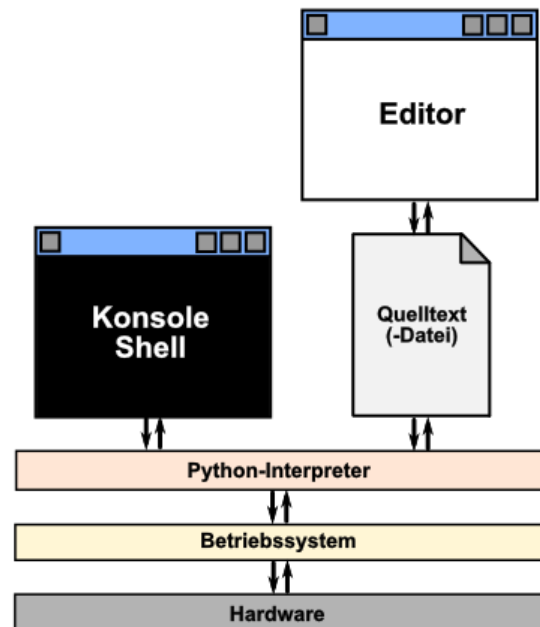 Editor
Konsole
Shell
Quelltext
(-Datei)
Python-Interpreter
Betriebssystem
Hardware